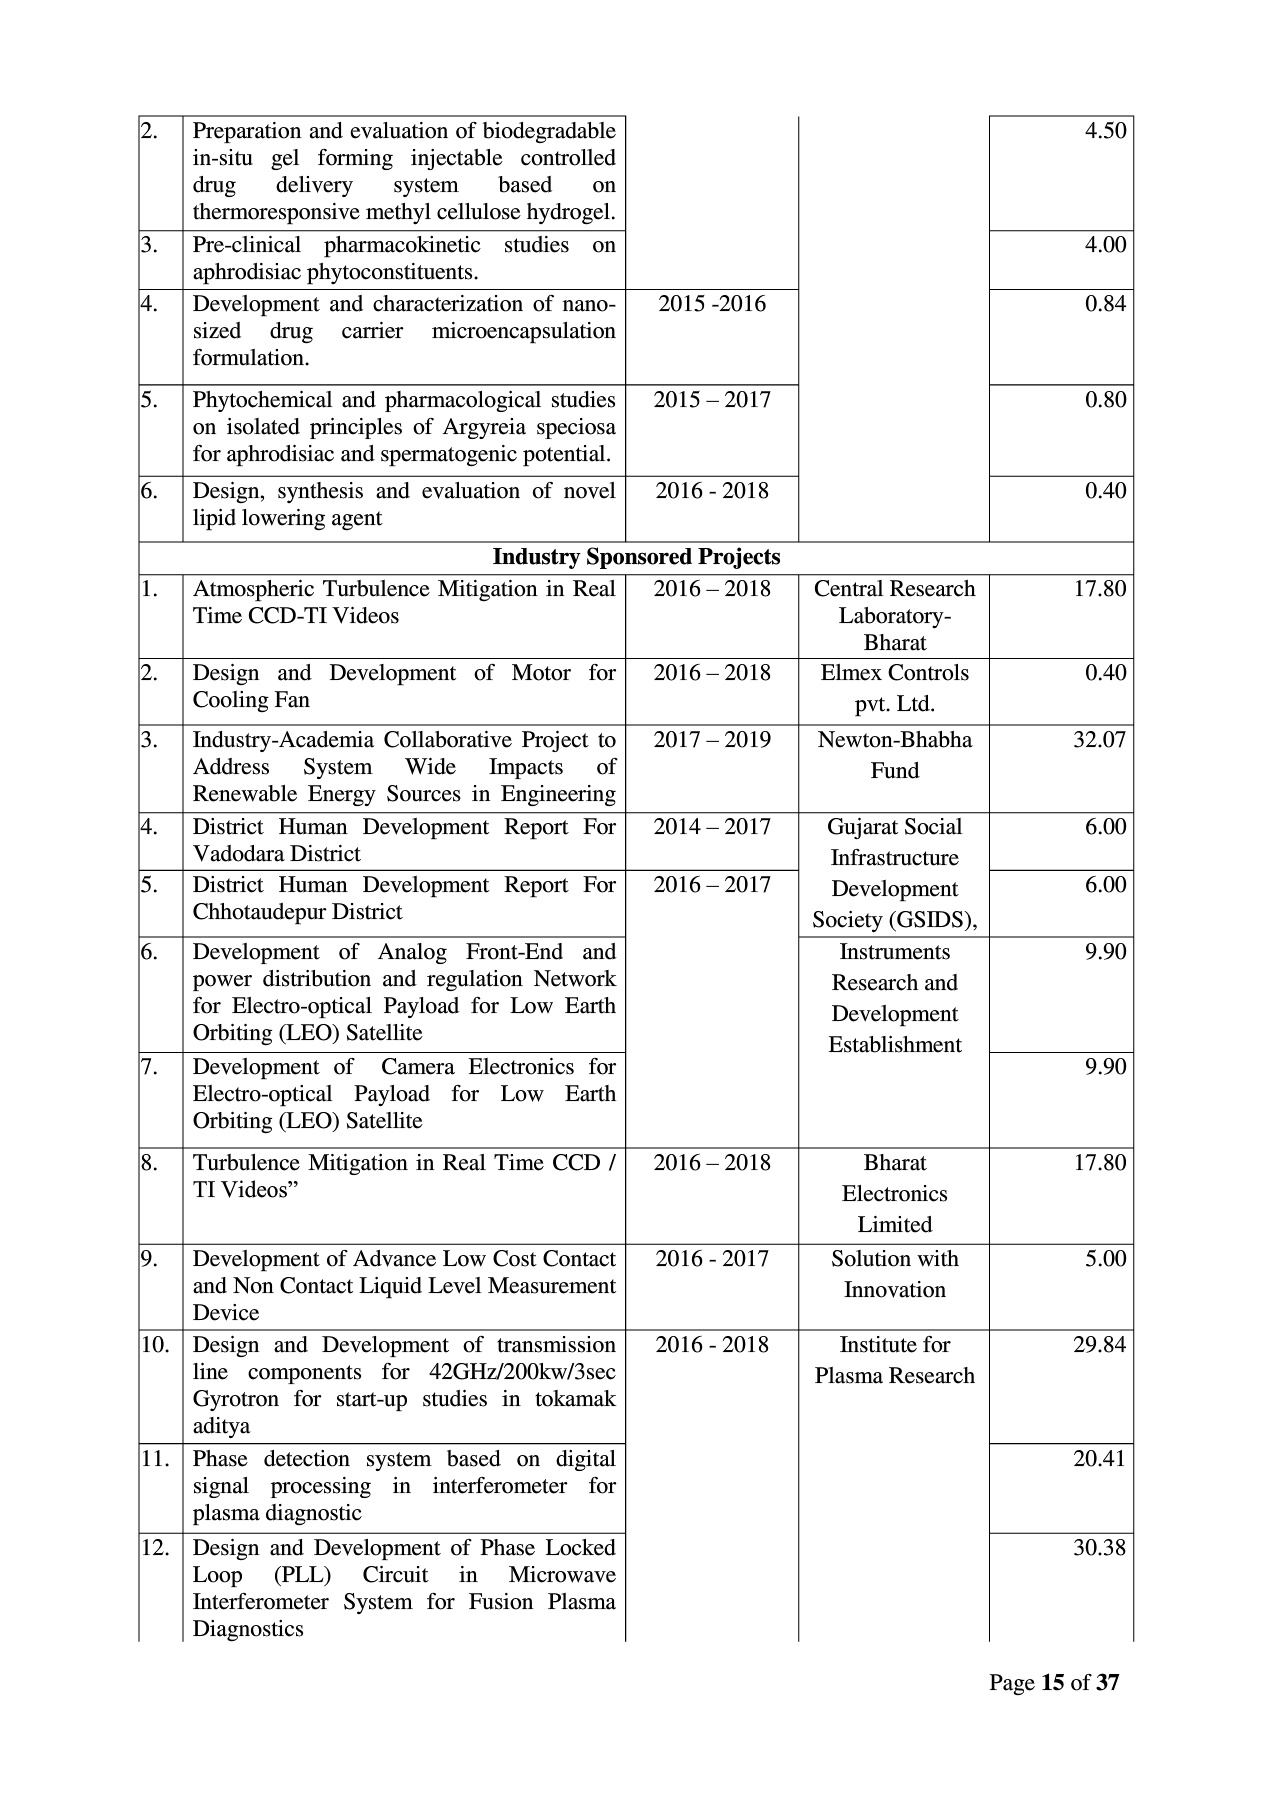 2. Preparation and evaluation of biodegradable 4.50
in-situ gel forming injectable controlled
drug delivery system based on
thermoresponsive methyl cellulose hydrogel.
3. Pre-clinical pharmacokinetic studies on 4.00
aphrodisiac phytoconstituents.
4. Development and characterization of nano- 2015 -2016 0.84
sized drug carrier microencapsulation
formulation.
5. Phytochemical and pharmacological studies 2015 – 2017 0.80
on isolated principles of Argyreia speciosa
for aphrodisiac and spermatogenic potential.
6. Design, synthesis and evaluation of novel 2016 - 2018 0.40
lipid lowering agent
Industry Sponsored Projects
1. Atmospheric Turbulence Mitigation in Real 2016 – 2018 Central Research 17.80
Time CCD-TI Videos Laboratory-
Bharat
2. Design and Development of Motor for 2016 – 2018 Elmex Controls 0.40
Cooling Fan pvt. Ltd.
3. Industry-Academia Collaborative Project to 2017 – 2019 Newton-Bhabha 32.07
Address System Wide Impacts of Fund
Renewable Energy Sources in Engineering
4. District Human Development Report For 2014 – 2017 Gujarat Social 6.00
Vadodara District Infrastructure
5. District Human Development Report For 2016 – 2017 Development 6.00
Chhotaudepur District Society (GSIDS),
6. Development of Analog Front-End and Instruments 9.90
power distribution and regulation Network Research and
for Electro-optical Payload for Low Earth Development
Orbiting (LEO) Satellite Establishment
7. Development of Camera Electronics for 9.90
Electro-optical Payload for Low Earth
Orbiting (LEO) Satellite
8. Turbulence Mitigation in Real Time CCD / 2016 – 2018 Bharat 17.80
TI Videos” Electronics
Limited
9. Development of Advance Low Cost Contact 2016 - 2017 Solution with 5.00
and Non Contact Liquid Level Measurement Innovation
Device
10. Design and Development of transmission 2016 - 2018 Institute for 29.84
line components for 42GHz/200kw/3sec Plasma Research
Gyrotron for start-up studies in tokamak
aditya
11. Phase detection system based on digital 20.41
signal processing in interferometer for
plasma diagnostic
12. Design and Development of Phase Locked 30.38
Loop (PLL) Circuit in Microwave
Interferometer System for Fusion Plasma
Diagnostics
Page 15 of 37